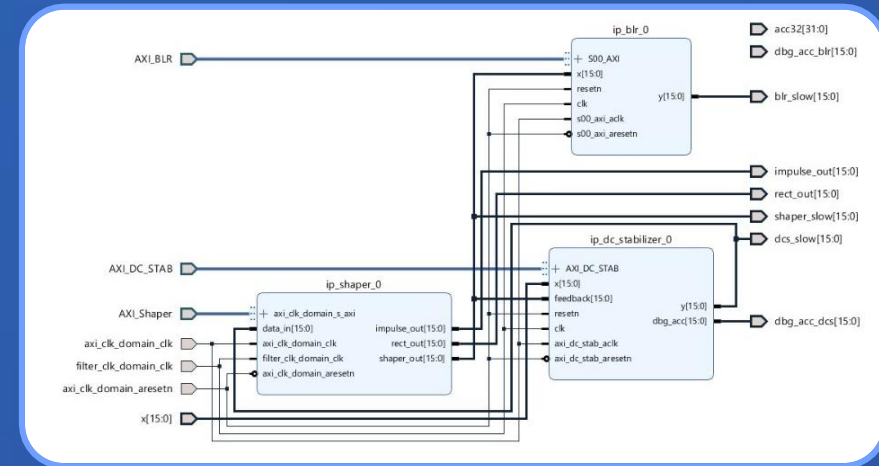 ip_blr_0
acc32[31:0]
dbg_acc_blr[15:0]
AXI_BLR
S00_AXI
x[15:0]
resetn
clk
s00_axi_aclk
s00_axi_aresetn
y[15:0]
blr_slow[15:0]
impulse_out[15:0]
rect_out[15:0]
shaper_slow[15:0]
dcs_slow[15:0]
ip_dc_stabilizer_0
AXI_DC_STAB
AXI_DC_STAB
x[15:0]
feedback[15:0]
resetn
clk
axi_dc_stab_aclk
axi_dc_stab_aresetn
y[15:0]
dbg_acc[15:0]
dbg_acc_dcs[15:0]
ip_shaper_0
AXI_Shaper
axi_clk_domain_clk
filter_clk_domain_clk
axi_clk_domain_aresetn
x[15:0]
axi_clk_domain_s_axi
data_in[15:0]
axi_clk_domain_clk
filter_clk_domain_clk
axi_clk_domain_aresetn
impulse_out[15:0]
rect_out[15:0]
shaper_out[15:0]